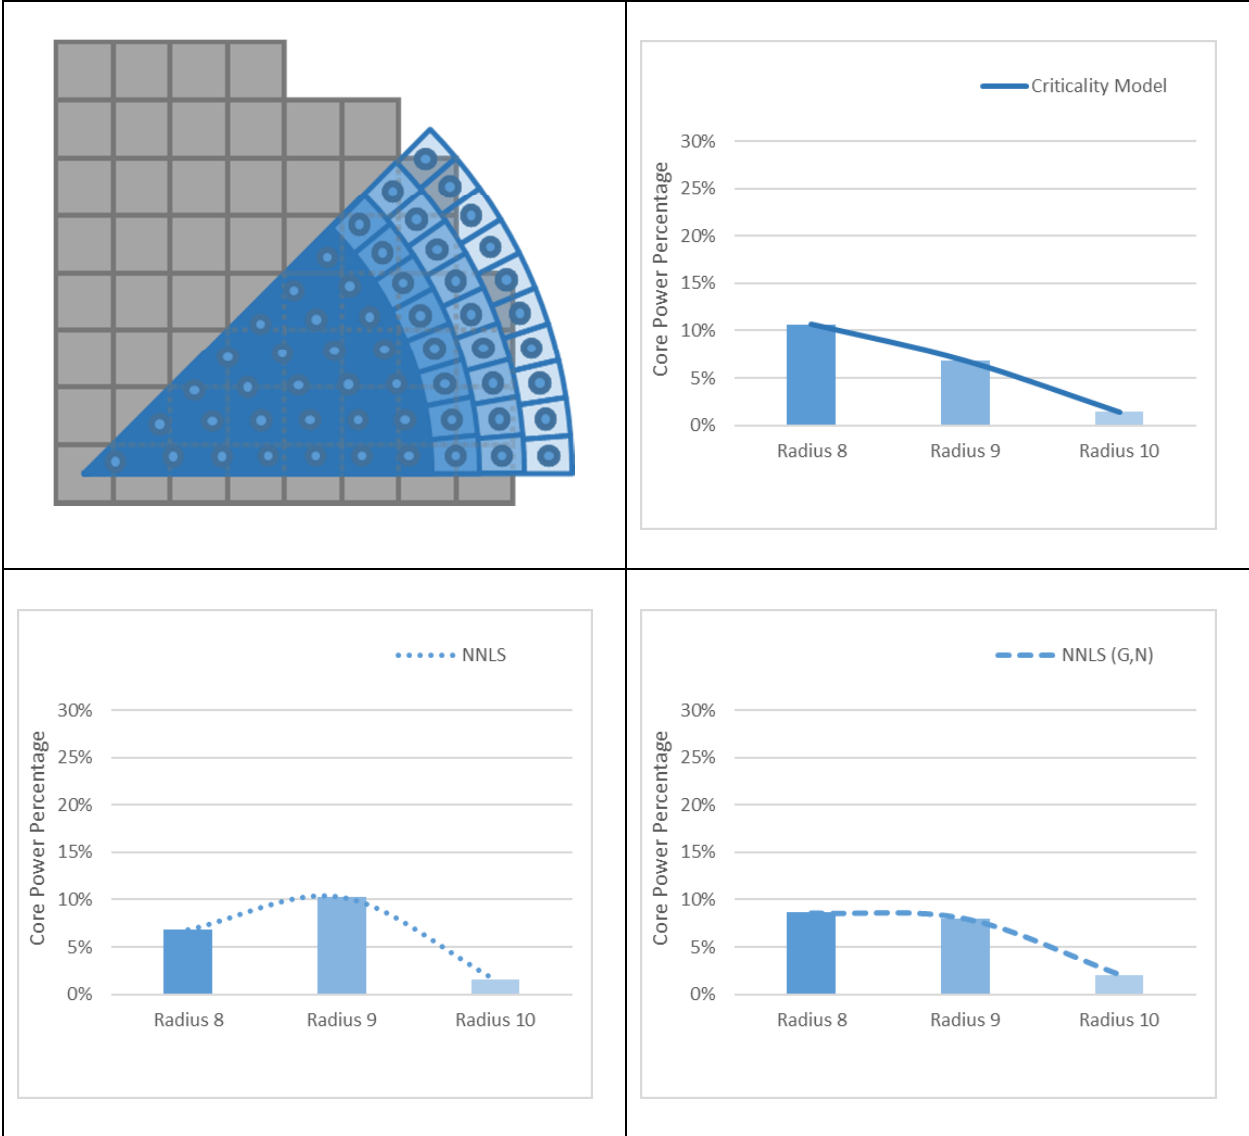 Criticality Model
Core Power Percentage
30%
25%
20%
15%
10%
5%
0%
Radius 8
Radius 9
Radius 10
NNLS
Core Power Percentage
30%
25%
20%
15%
10%
5%
0%
Radius 8
Radius 9
Radius 10
NNLS (G,N)
Core Power Percentage
30%
25%
20%
15%
10%
5%
0%
Radius 8
Radius 9
Radius 10